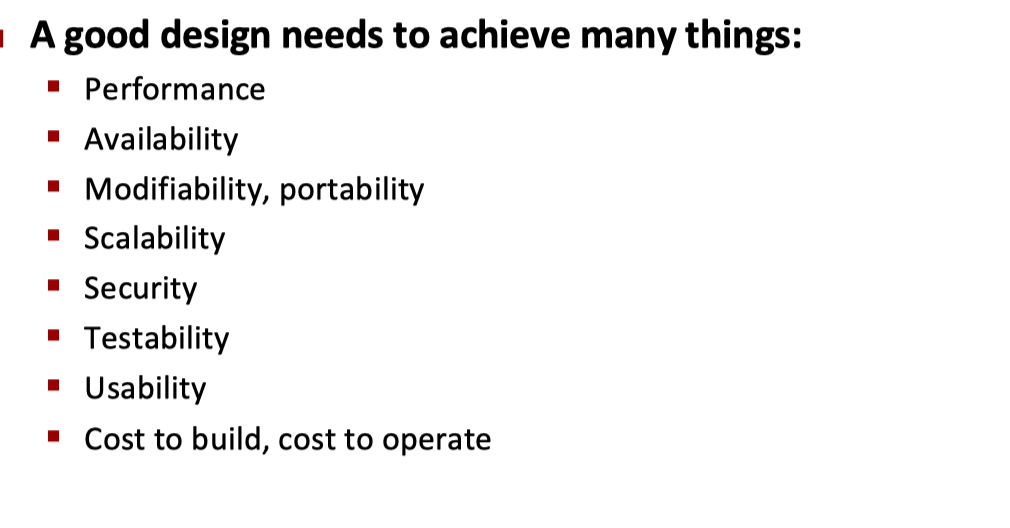 A good design needs to achieve many things:
Performance
Availability
Modifiability, portability
Scalability
Security
Testability
Usability
Cost to build, cost to operate